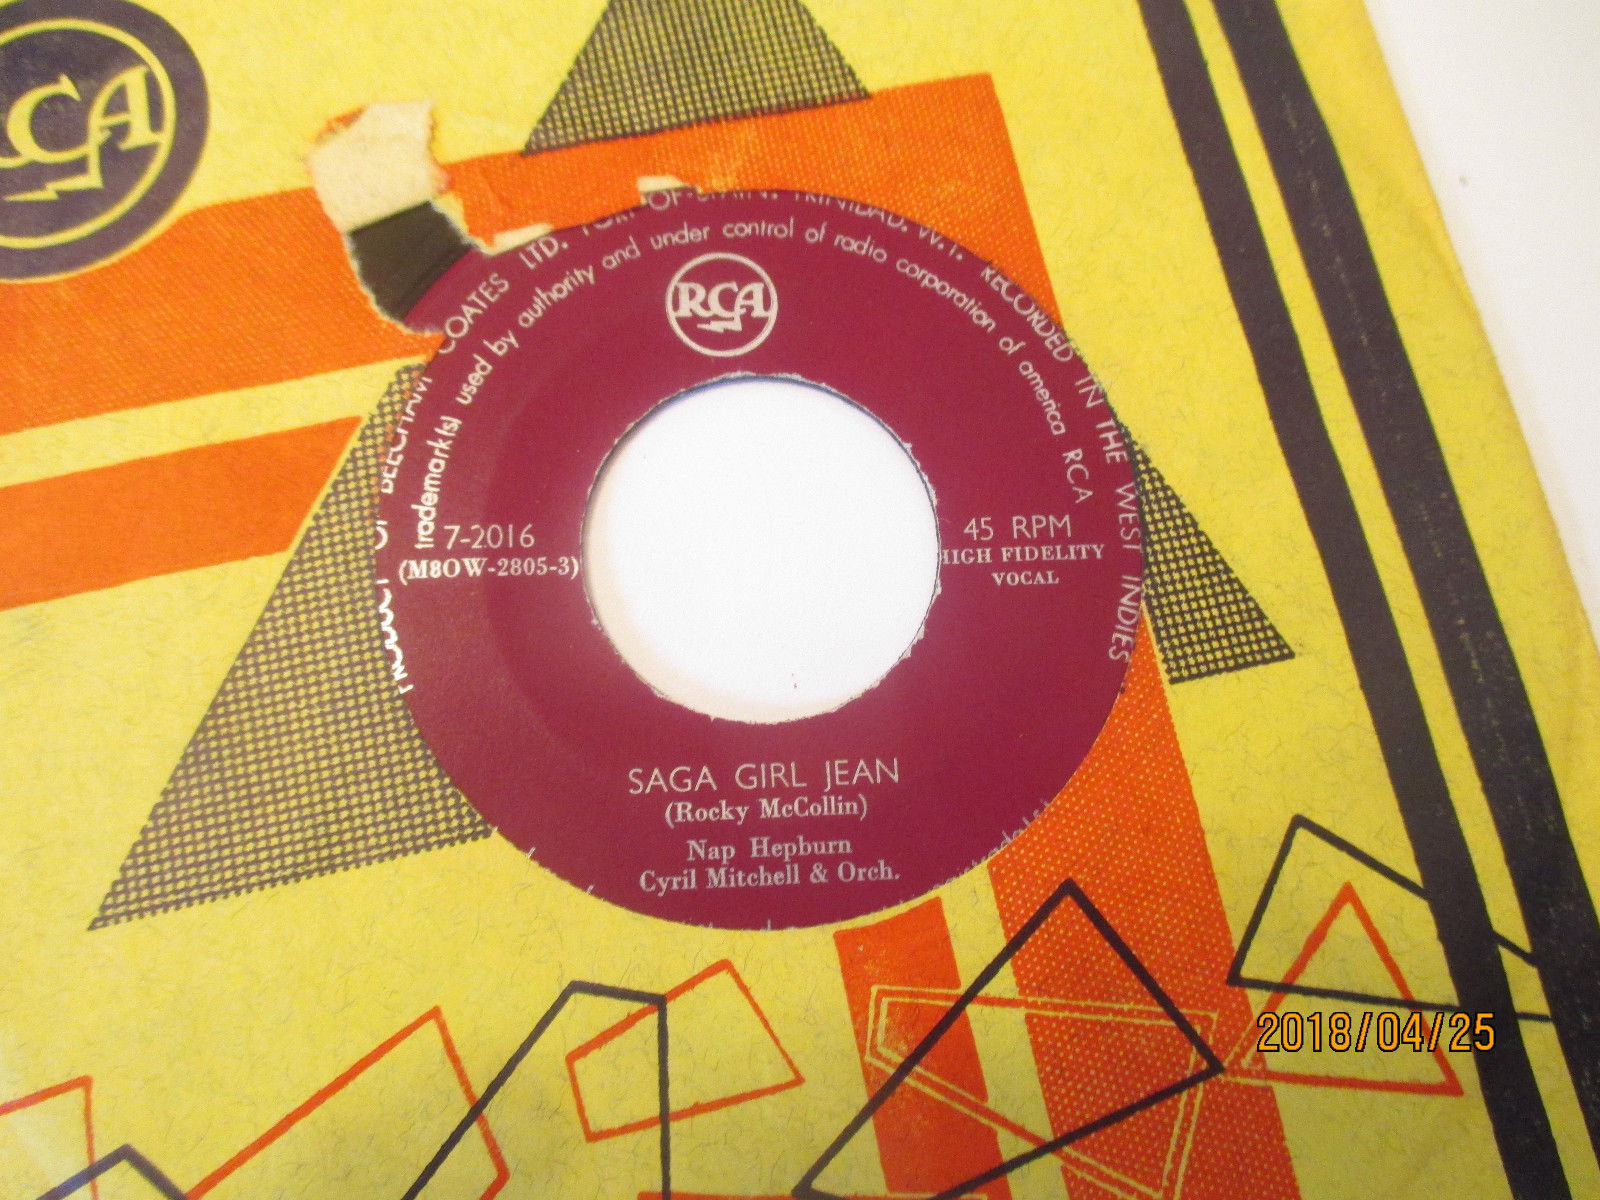 RCA
COATES LTD. OF-SPAIN. TRINIDAD. W.I. RECORDED IN THE WEST INDIES
trademark(s) used by authority and under control of radio corporation of america RCA
RCA
7-2016
(M8OW-2805-3)
45 RPM
HIGH FIDELITY
VOCAL
SAGA GIRL JEAN
(Rocky McCollin)
Nap Hepburn
Cyril Mitchell & Orch.
2018/04/25